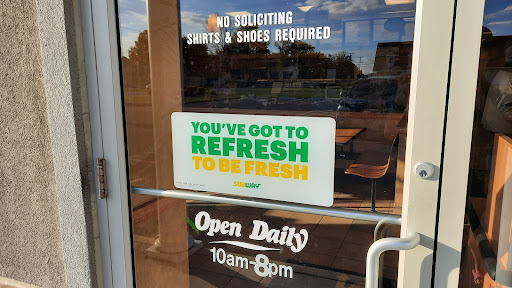 NO SOLICITING
SHIRTS & SHOES REQUIRED
YOU'VE GOT TO
REFRESH
TO BE FRESH
SUBWAY
Open Daily
10am-8pm